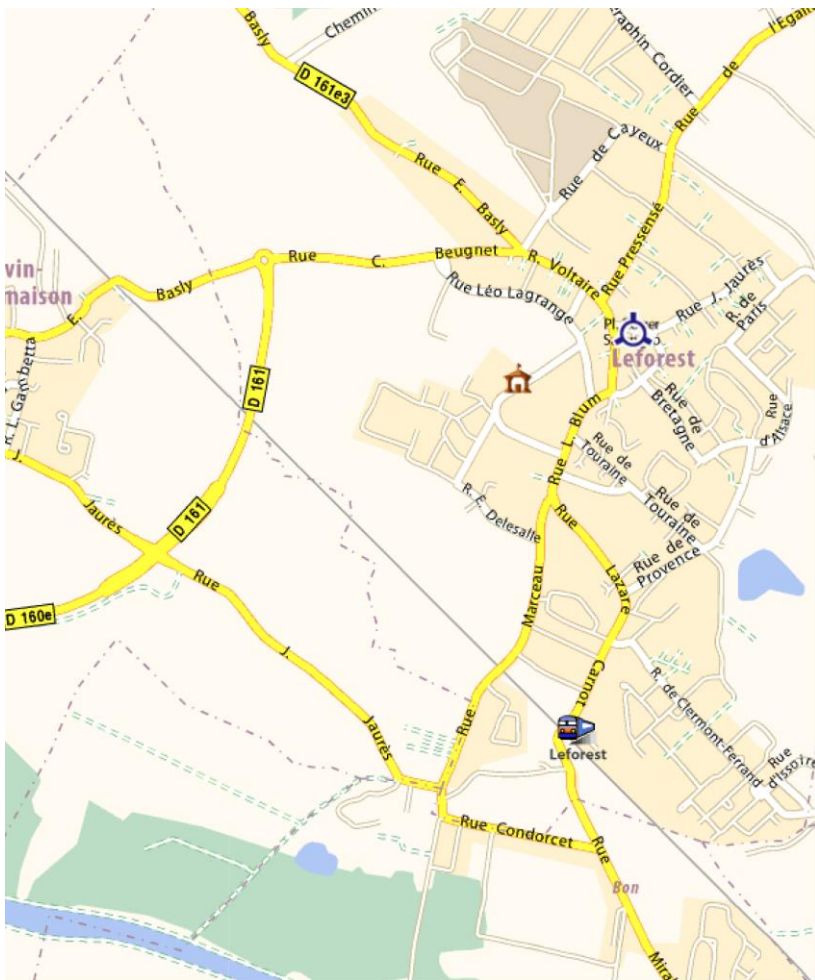 Basly
Chemin
raphin Cordier
l'Egalit
de
Rue
D 161e3
Rue E. Basly
Rue de Cayeux
Rue Pressensé
Rue C. Beugnet
R. Voltaire
vin-
maison
E. Basly
Rue Léo Lagrange
Rue J. Jaurès
R. de
Paris
Pl.
Leforest
R. L. Gambetta
D 161
Rue L. Blum
Rue de
Bretagne
Rue
d'Alsace
Rue de
Touraine
J. Jaurès
D 161
R. E. Delesalle
Rue de
Touraine
Rue de
Provence
Rue Lazare Carnot
Rue Marceau
D 160e
Rue J. Jaurès
R. de Clermont-Ferrand
Leforest
Rue
d'Issoire
Rue Condorcet
Rue
Bon